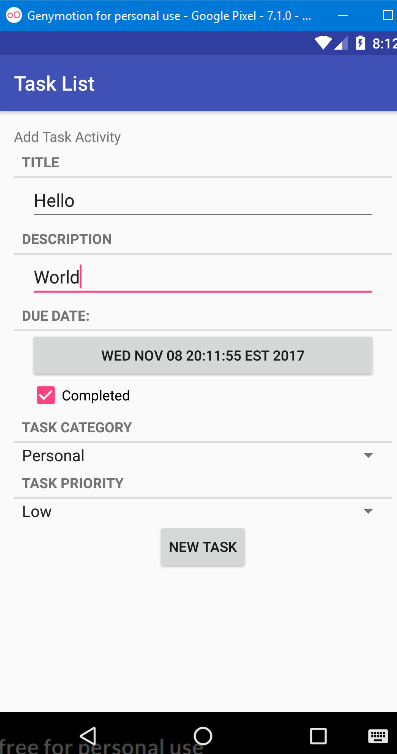 Genymotion for personal use - Google Pixel - 7.1.0 - ...
8:12
Task List
Add Task Activity
TITLE
Hello
DESCRIPTION
World
DUE DATE:
WED NOV 08 20:11:55 EST 2017
Completed
TASK CATEGORY
Personal
TASK PRIORITY
Low
NEW TASK
free for personal use